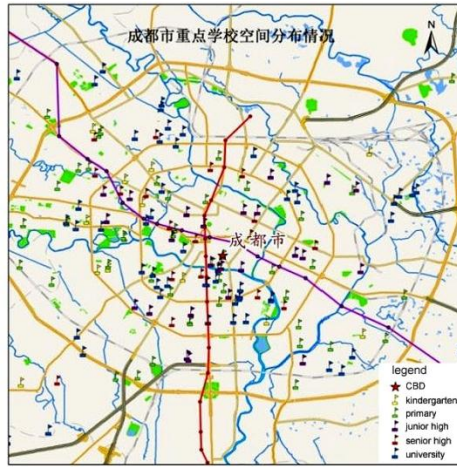 成都市重点学校空间分布情况
N
成都市
legend
CBD
kindergarten
primary
junior high
senior high
university